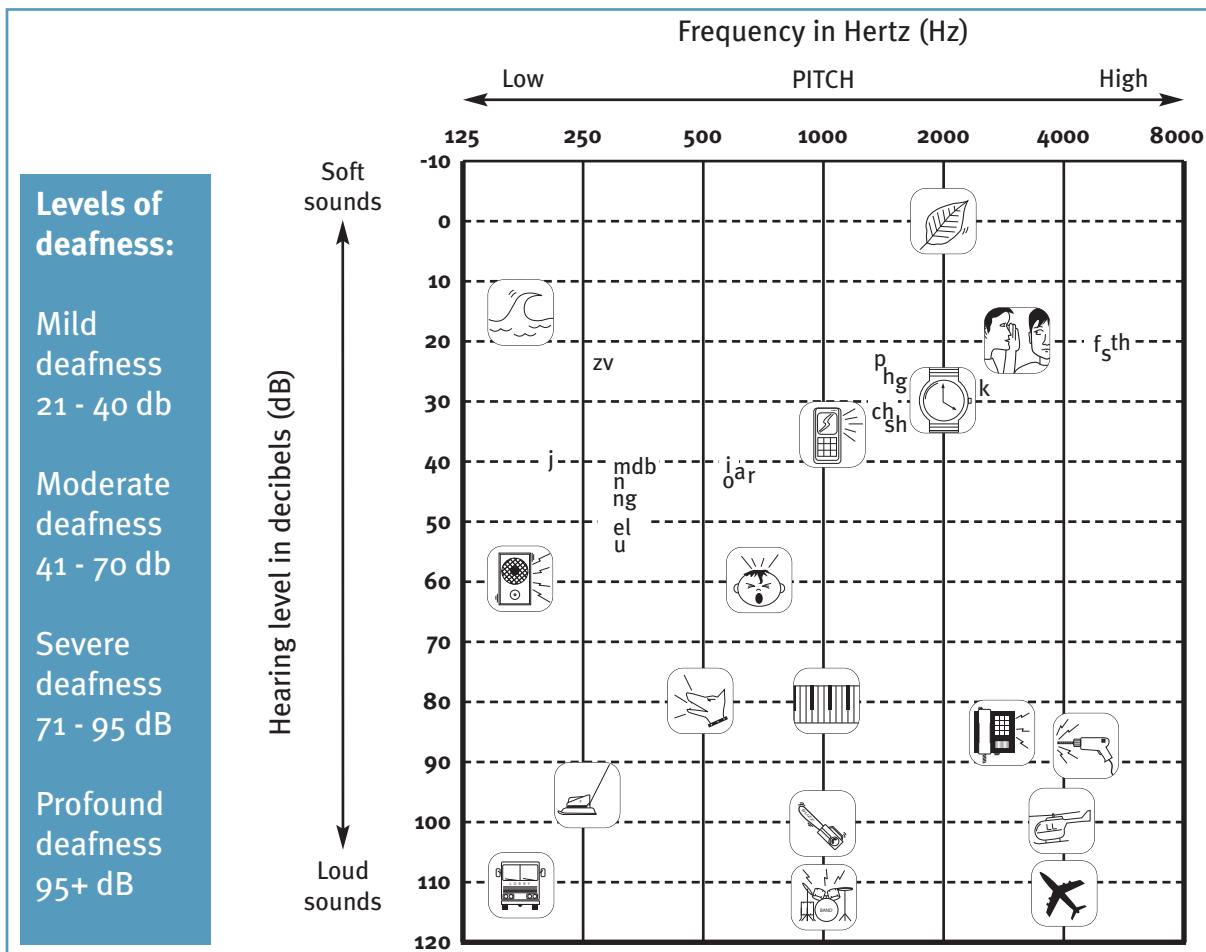 Frequency in Hertz (Hz)
Low PITCH High
125 250 500 1000 2000 4000 8000
Levels of
deafness:
Mild
deafness
21 - 40 db
Moderate
deafness
41 - 70 db
Severe
deafness
71 - 95 dB
Profound
deafness
95+ dB
Soft
sounds
Hearing level in decibels (dB)
Loud
sounds
-10
0
10
20
30
40
50
60
70
80
90
100
110
120
zv
p
hg
f s th
k
ch
sh
j
mdb
n
ng
el
u
i a r
o
LORRY
BAND